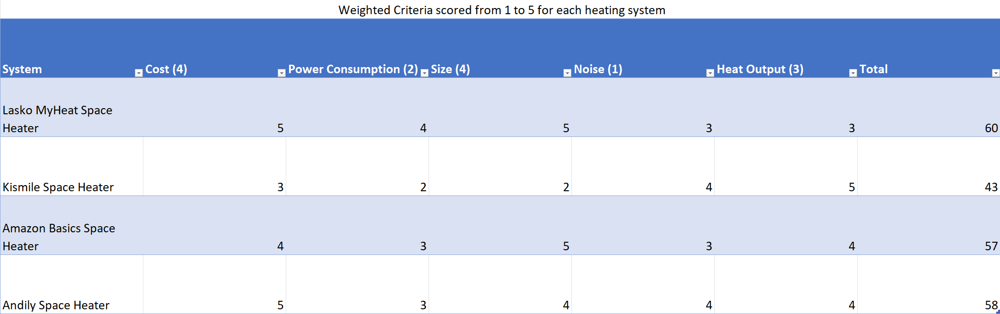 Weighted Criteria scored from 1 to 5 for each heating system
System Cost (4) Power Consumption (2) Size (4) Noise (1) Heat Output (3) Total
Lasko MyHeat Space
Heater 5 4 5 3 3 60
Kismile Space Heater 3 2 2 4 5 43
Amazon Basics Space
Heater 4 3 5 3 4 57
Andily Space Heater 5 3 4 4 4 58